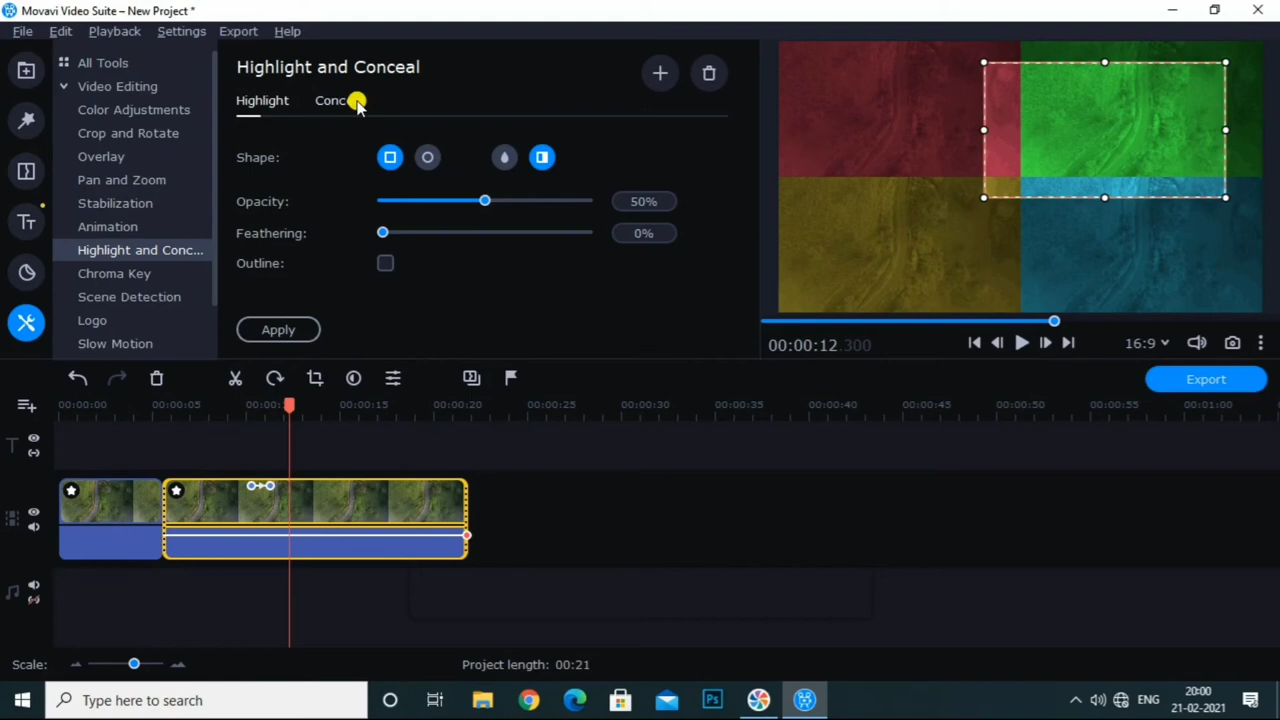 Movavi Video Suite – New Project *
File Edit Playback Settings Export Help
All Tools
Video Editing
Color Adjustments
Crop and Rotate
Overlay
Pan and Zoom
Stabilization
Animation
Highlight and Conc...
Chroma Key
Scene Detection
Logo
Slow Motion
Highlight and Conceal
Highlight
Shape:
Opacity: 50%
Feathering: 0%
Outline:
Apply
00:00:12.300
16:9
Export
00:00:00 00:00:05 00:00:15 00:00:20 00:00:25 00:00:30 00:00:35 00:00:40 00:00:45 00:00:50 00:00:55 00:01:00
Scale:
Project length: 00:21
Type here to search
Ps
ENG
20:00
21-02-2021